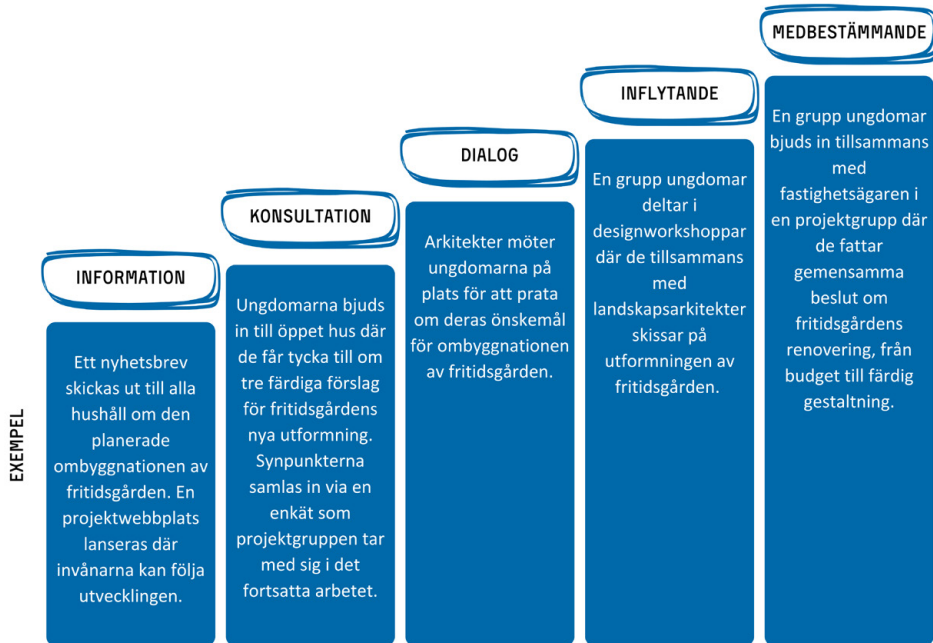 INFORMATION
Ett nyhetsbrev
skickas ut till alla
hushåll om den
planerade
ombyggnationen av
fritidsgården. En
projektwebbplats
lanseras där
invånarna kan följa
utvecklingen.
KONSULTATION
Ungdomarna bjuds
in till öppet hus där
de får tycka till om
tre färdiga förslag
för fritidsgårdens
nya utformning.
Synpunkterna
samlas in via en
enkät som
projektgruppen tar
med sig i det
fortsatta arbetet.
DIALOG
Arkitekter möter
ungdomarna på
plats för att prata
om deras önskemål
för ombyggnationen
av fritidsgården.
INFLYTANDE
En grupp ungdomar
deltar i
designworkshoppar
där de tillsammans
med
landskapsarkitekter
skissar på
utformningen av
fritidsgården.
MEDBESTÄMMANDE
En grupp ungdomar
bjuds in tillsammans
med
fastighetsägaren i
en projektgrupp där
de fattar
gemensamma
beslut om
fritidsgårdens
renovering, från
budget till färdig
gestaltning.
EXEMPEL